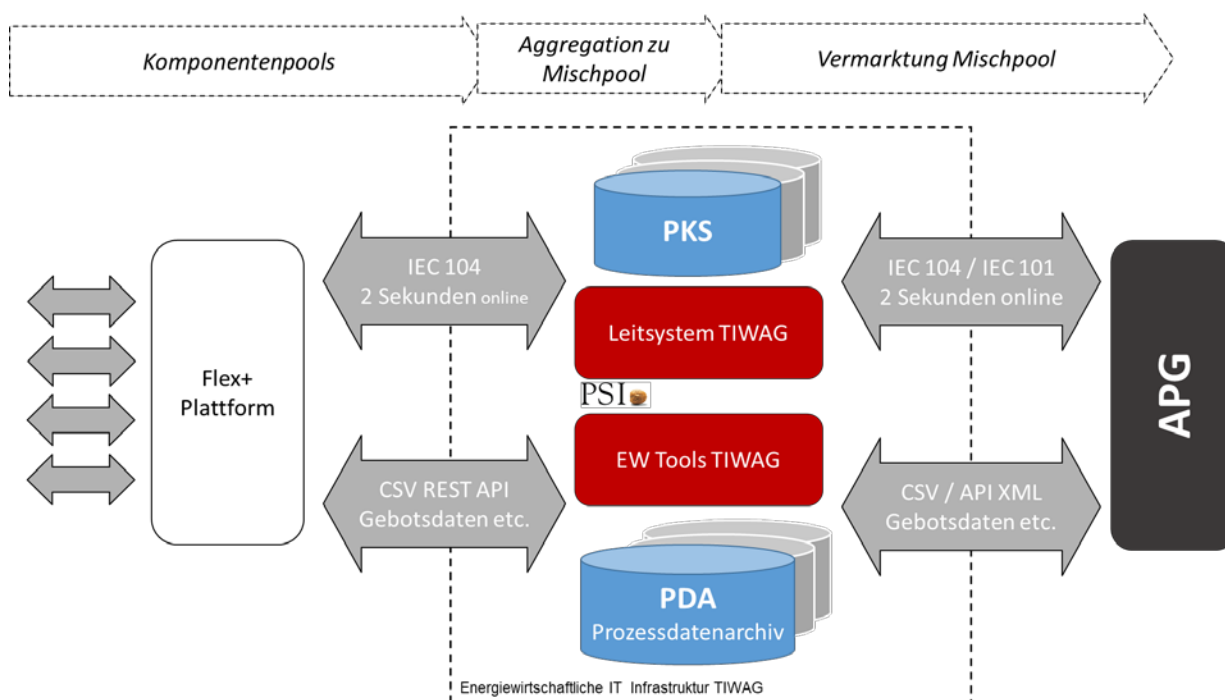 Komponentenpools
Aggregation zu
Mischpool
Vermarktung Mischpool
PKS
IEC 104
2 Sekunden online
IEC 104 / IEC 101
2 Sekunden online
Leitsystem TIWAG
Flex+
Plattform
PSI
APG
EW Tools TIWAG
CSV REST API
Gebotsdaten etc.
CSV / API XML
Gebotsdaten etc.
PDA
Prozessdatenarchiv
Energiewirtschaftliche IT Infrastruktur TIWAG